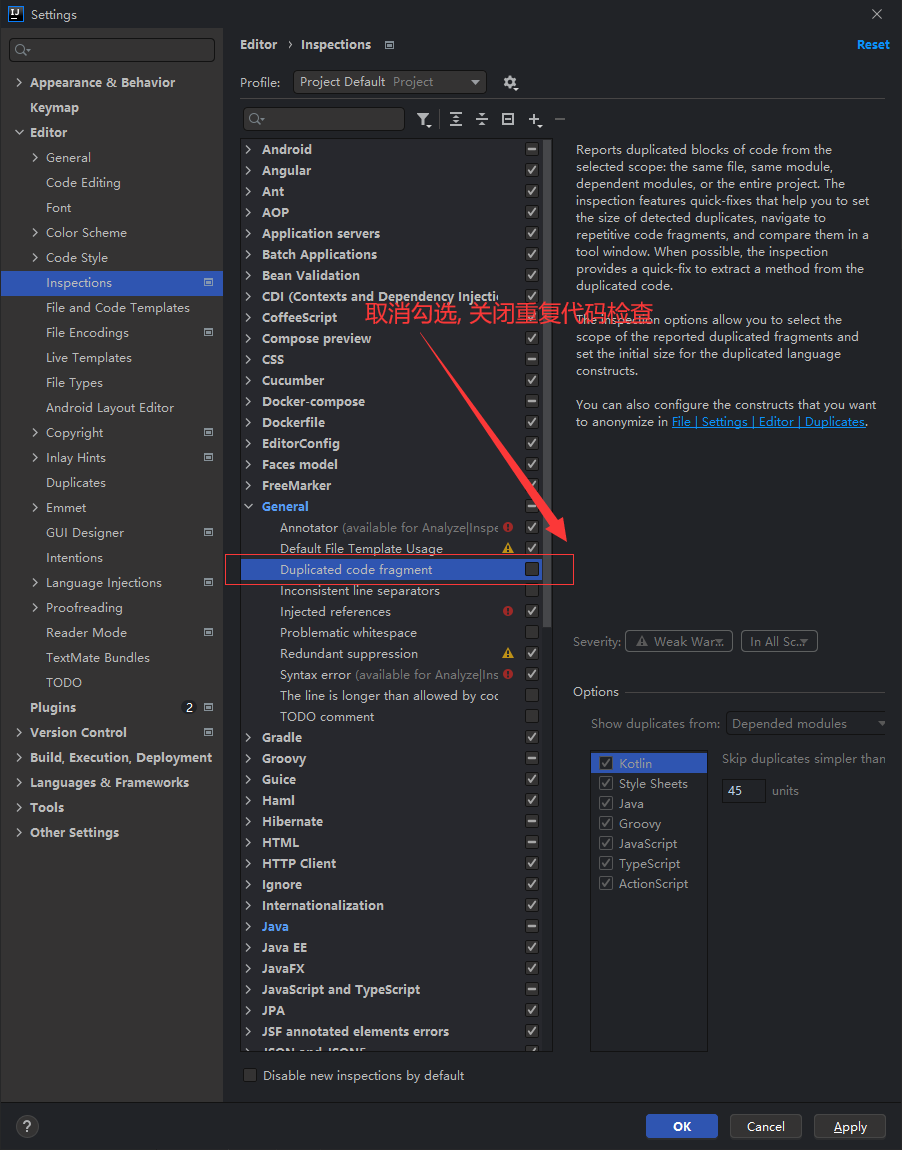 Settings
Appearance & Behavior
Keymap
Editor
General
Code Editing
Font
Color Scheme
Code Style
Inspections
File and Code Templates
File Encodings
Live Templates
File Types
Android Layout Editor
Copyright
Inlay Hints
Duplicates
Emmet
GUI Designer
Intentions
Language Injections
Proofreading
Reader Mode
TextMate Bundles
TODO
Plugins 2
Version Control
Build, Execution, Deployment
Languages & Frameworks
Tools
Other Settings
Editor › Inspections
Reset
Profile: Project Default Project
Android
Angular
Ant
AOP
Application servers
Batch Applications
Bean Validation
CDI (Contexts and Dependency Injectic
CoffeeScript
Compose preview
CSS
Cucumber
Docker-compose
Dockerfile
EditorConfig
Faces model
FreeMarker
General
Annotator (available for Analyze|Inspe
Default File Template Usage
Duplicated code fragment
Inconsistent line separators
Injected references
Problematic whitespace
Redundant suppression
Syntax error (available for Analyze|Ins
The line is longer than allowed by coc
TODO comment
Gradle
Groovy
Guice
Haml
Hibernate
HTML
HTTP Client
Ignore
Internationalization
Java
Java EE
JavaFX
JavaScript and TypeScript
JPA
JSF annotated elements errors
JSON and JSON5
取消勾选, 关闭重复代码检查
Reports duplicated blocks of code from the
selected scope: the same file, same module,
dependent modules, or the entire project. The
inspection features quick-fixes that help you to set
the size of detected duplicates, navigate to
repetitive code fragments, and compare them in a
tool window. When possible, the inspection
provides a quick-fix to extract a method from the
duplicated code.
The inspection options allow you to select the
scope of the reported duplicated fragments and
set the initial size for the duplicated language
constructs.
You can also configure the constructs that you want
to anonymize in File | Settings | Editor | Duplicates.
Severity: Weak War.. In All Sc..
Options
Show duplicates from: Depended modules
Kotlin
Style Sheets
Java
Groovy
JavaScript
TypeScript
ActionScript
Skip duplicates simpler than
45 units
Disable new inspections by default
?
OK
Cancel
Apply